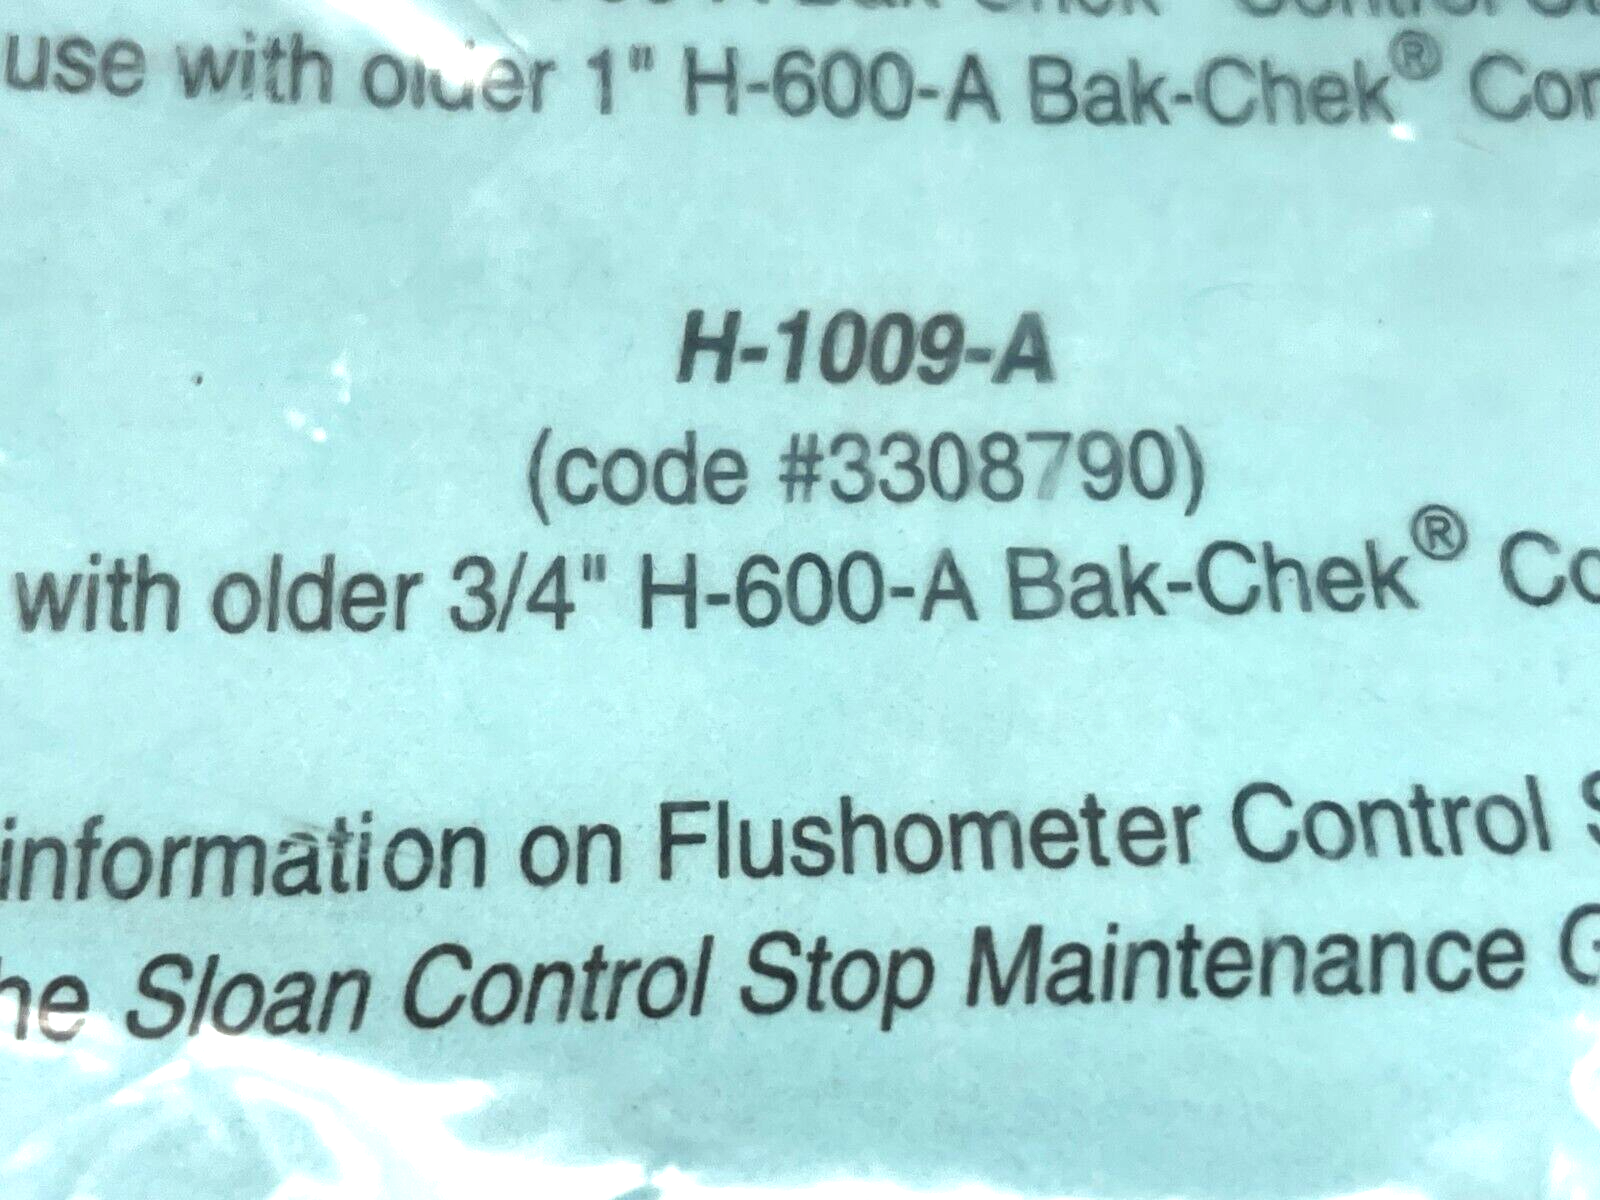 use with older 1" H-600-A Bak-Chek® Con
H-1009-A
(code #3308790)
with older 3/4" H-600-A Bak-Chek® Co
information on Flushometer Control S
he Sloan Control Stop Maintenance G